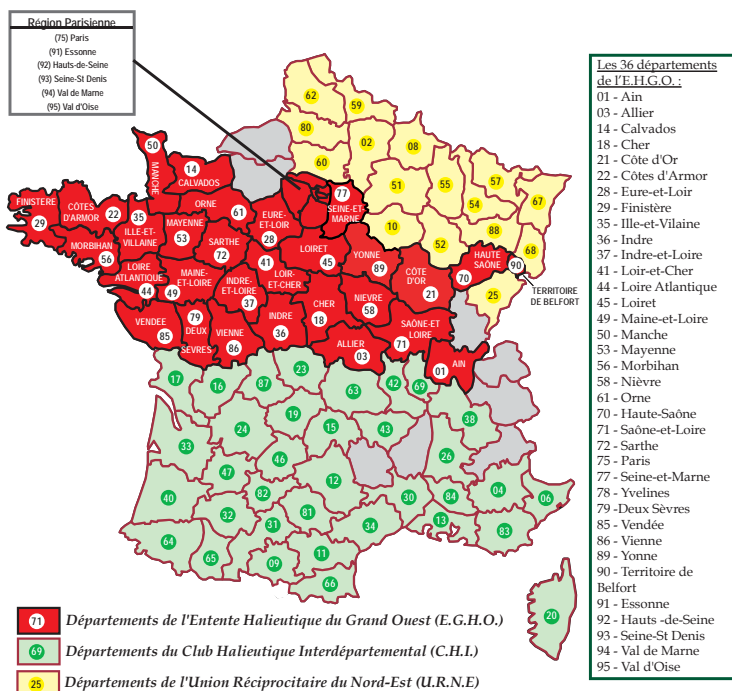 Région Parisienne
(75) Paris
(91) Essonne
(92) Hauts-de-Seine
(93) Seine-St Denis
(94) Val de Marne
(95) Val d'Oise
62
59
80
02
08
60
50
MANCHE
14
CALVADOS
77
SEINE-ET-MARNE
51
55
57
54
67
FINISTERE
29
CÔTES
D'ARMOR
22
35
ILLE-ET-
VILLAINE
ORNE
61
EURE-
ET-LOIR
28
10
52
88
68
MORBIHAN
56
MAYENNE
53
SARTHE
72
LOIRET
45
YONNE
89
HAUTE
SAÔNE
70
90
TERRITOIRE
DE BELFORT
LOIRE
ATLANTIQUE
44
MAINE-
ET-LOIRE
49
INDRE-
ET-LOIRE
37
41
LOIR-
ET-CHER
CHER
18
NIEVRE
58
CÔTE
D'OR
21
25
VENDEE
85
79
DEUX
SEVRES
VIENNE
86
INDRE
36
ALLIER
03
SAÔNE-ET
LOIRE
71
AIN
01
17
16
87
23
63
42
69
38
33
24
19
15
43
26
47
46
12
40
32
82
81
30
84
04
06
64
65
31
34
13
83
09
11
66
20
Les 36 départements
de l'E.H.G.O. :
01 - Ain
03 - Allier
14 - Calvados
18 - Cher
21 - Côte d'Or
22 - Côtes d'Armor
28 - Eure-et-Loir
29 - Finistère
35 - Ille-et-Vilaine
36 - Indre
37 - Indre-et-Loire
41 - Loir-et-Cher
44 - Loire Atlantique
45 - Loiret
49 - Maine-et-Loire
50 - Manche
53 - Mayenne
56 - Morbihan
58 - Nièvre
61 - Orne
70 - Haute-Saône
71 - Saône-et-Loire
72 - Sarthe
75 - Paris
77 - Seine-et-Marne
78 - Yvelines
79 -Deux Sèvres
85 - Vendée
86 - Vienne
89 - Yonne
90 - Territoire de
Belfort
91 - Essonne
92 - Hauts -de-Seine
93 - Seine-St Denis
94 - Val de Marne
95 - Val d'Oise
71 Départements de l'Entente Halieutique du Grand Ouest (E.G.H.O.)
69 Départements du Club Halieutique Interdépartemental (C.H.I.)
25 Départements de l'Union Réciprocitaire du Nord-Est (U.R.N.E)